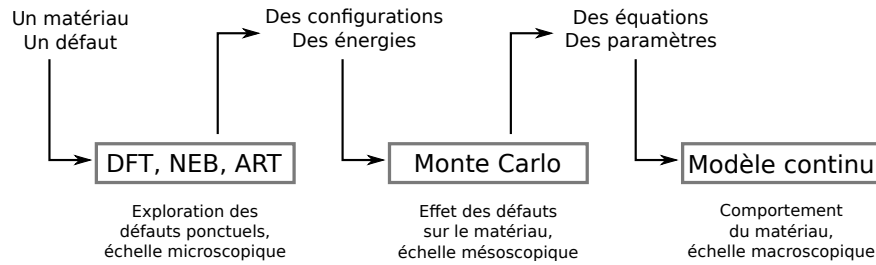 Un matériau
Un défaut
Des configurations
Des énergies
Des équations
Des paramètres
DFT, NEB, ART
Monte Carlo
Modèle continu
Exploration des
défauts ponctuels,
échelle microscopique
Effet des défauts
sur le matériau,
échelle mésoscopique
Comportement
du matériau,
échelle macroscopique